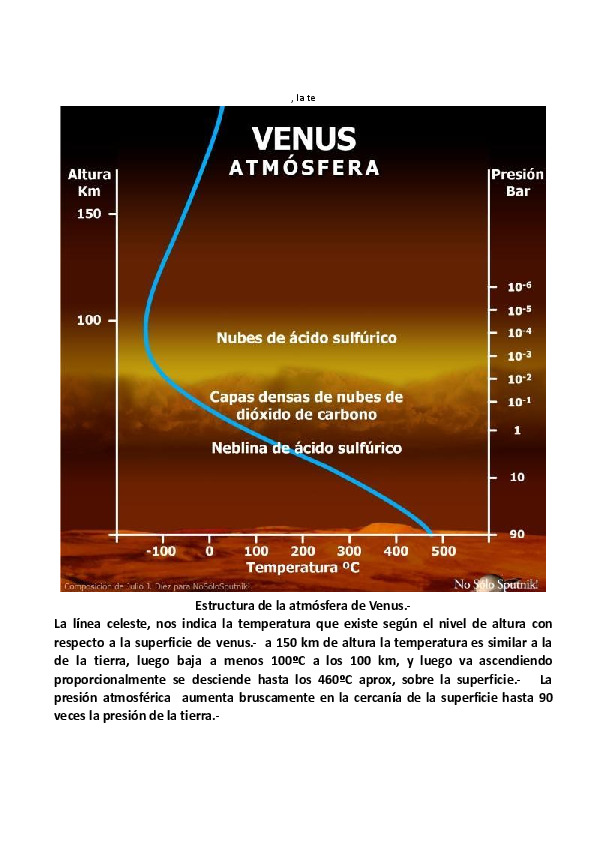 , la te
VENUS
ATMÓSFERA
Altura
Km
Presión
Bar
150
100
10-6
10-5
10-4
10-3
10-2
10-1
1
10
90
Nubes de ácido sulfúrico
Capas densas de nubes de
dióxido de carbono
Neblina de ácido sulfúrico
-100 0 100 200 300 400 500
Temperatura ºC
Composición de Julio J. Díez para NoSóloSputnik!
No Sólo Sputnik!
Estructura de la atmósfera de Venus.-
La línea celeste, nos indica la temperatura que existe según el nivel de altura con
respecto a la superficie de venus.- a 150 km de altura la temperatura es similar a la
de la tierra, luego baja a menos 100ºC a los 100 km, y luego va ascendiendo
proporcionalmente se desciende hasta los 460ºC aprox, sobre la superficie.- La
presión atmosférica aumenta bruscamente en la cercanía de la superficie hasta 90
veces la presión de la tierra.-